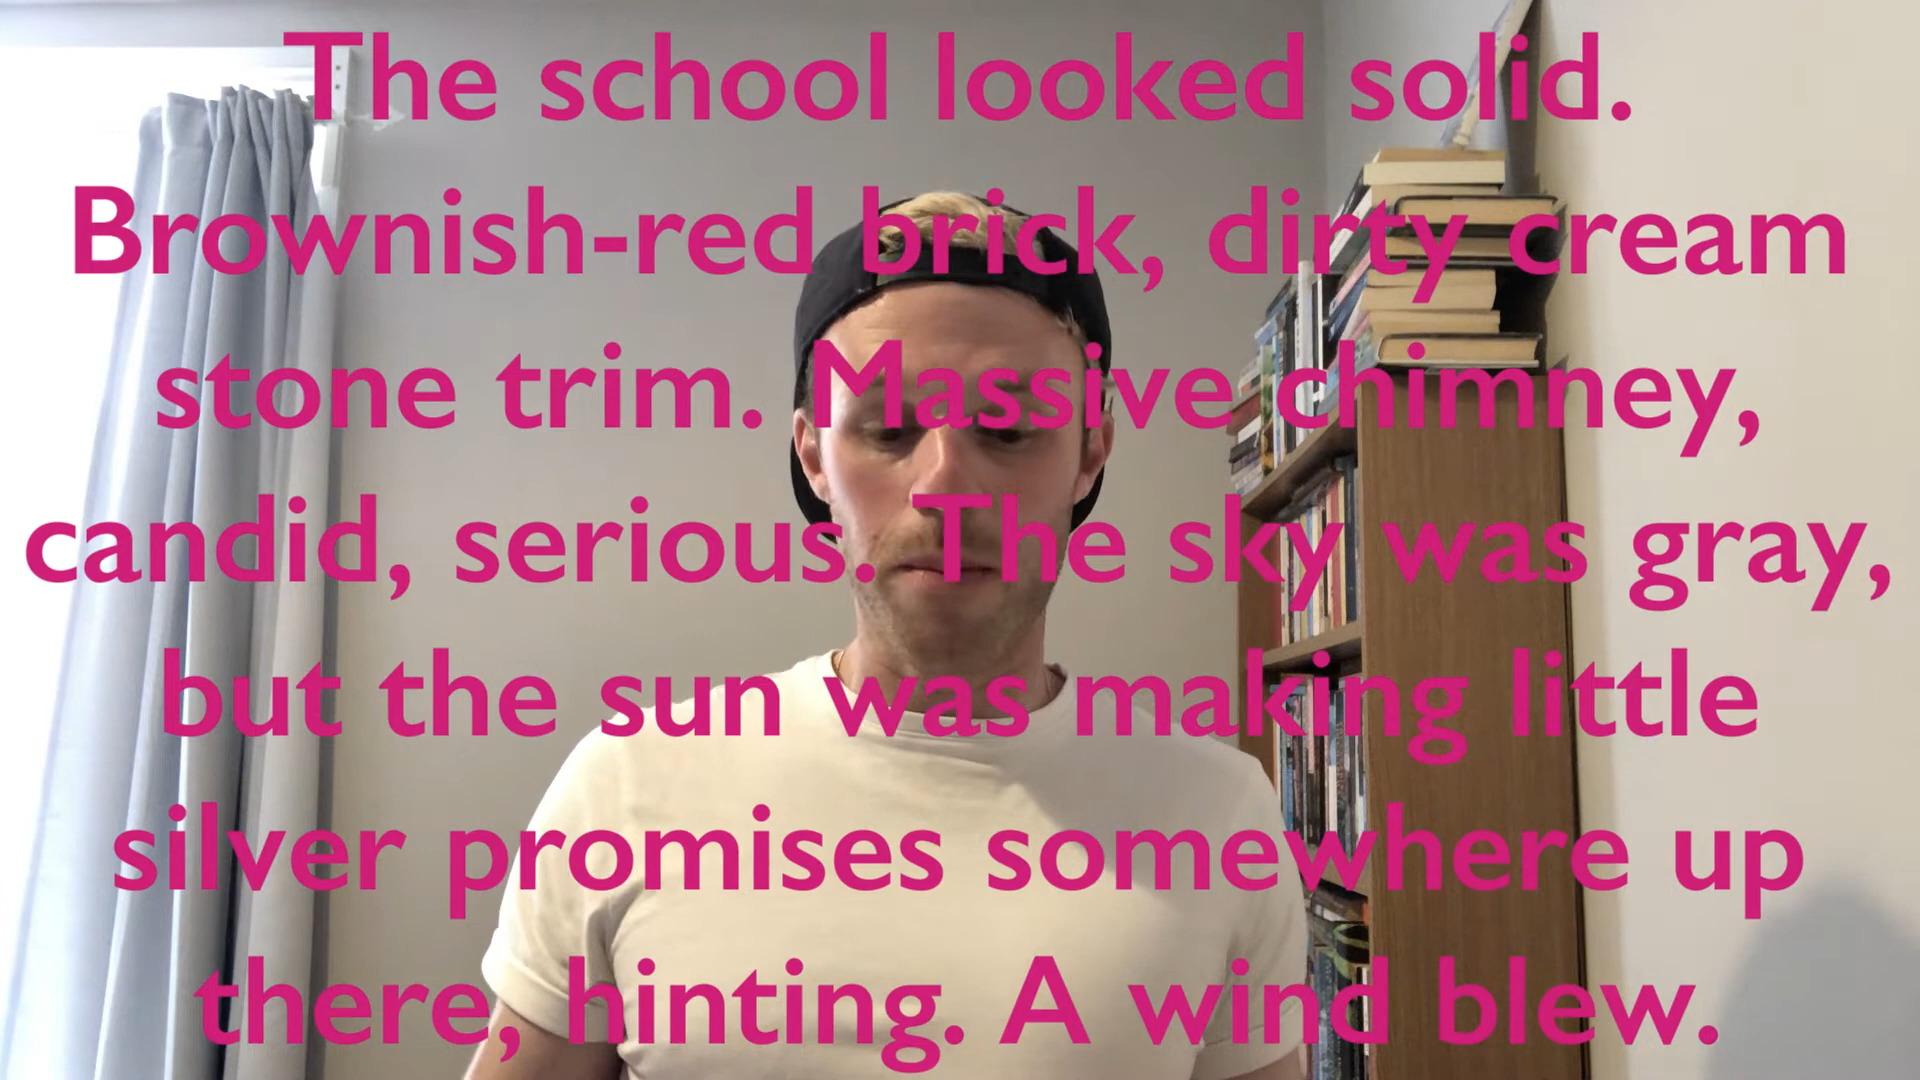 The school looked solid.
Brownish-red brick, dirty cream
stone trim. Massive chimney,
candid, serious. The sky was gray,
but the sun was making little
silver promises somewhere up
there, hinting. A wind blew.